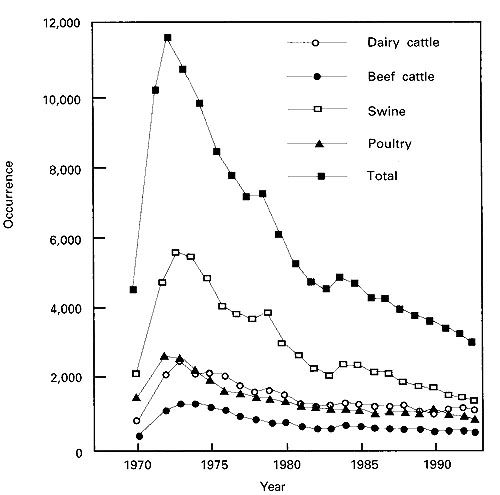 12,000
10,000
8,000
6,000
4,000
2,000
0
Occurrence
Dairy cattle
Beef cattle
Swine
Poultry
Total
1970 1975 1980 1985 1990
Year